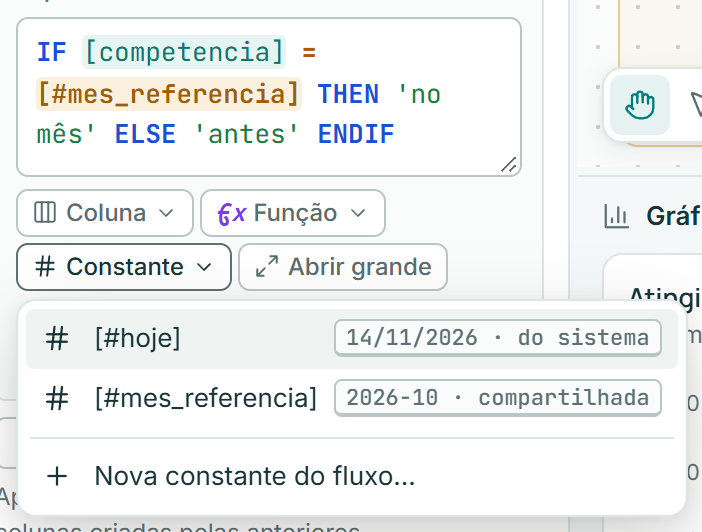 IF [competencia] =
[#mes_referencia] THEN 'no
mês' ELSE 'antes' ENDIF
Coluna
fx Função
# Constante
Abrir grande
# [#hoje] 14/11/2026 · do sistema
# [#mes_referencia] 2026-10 · compartilhada
+ Nova constante do fluxo...